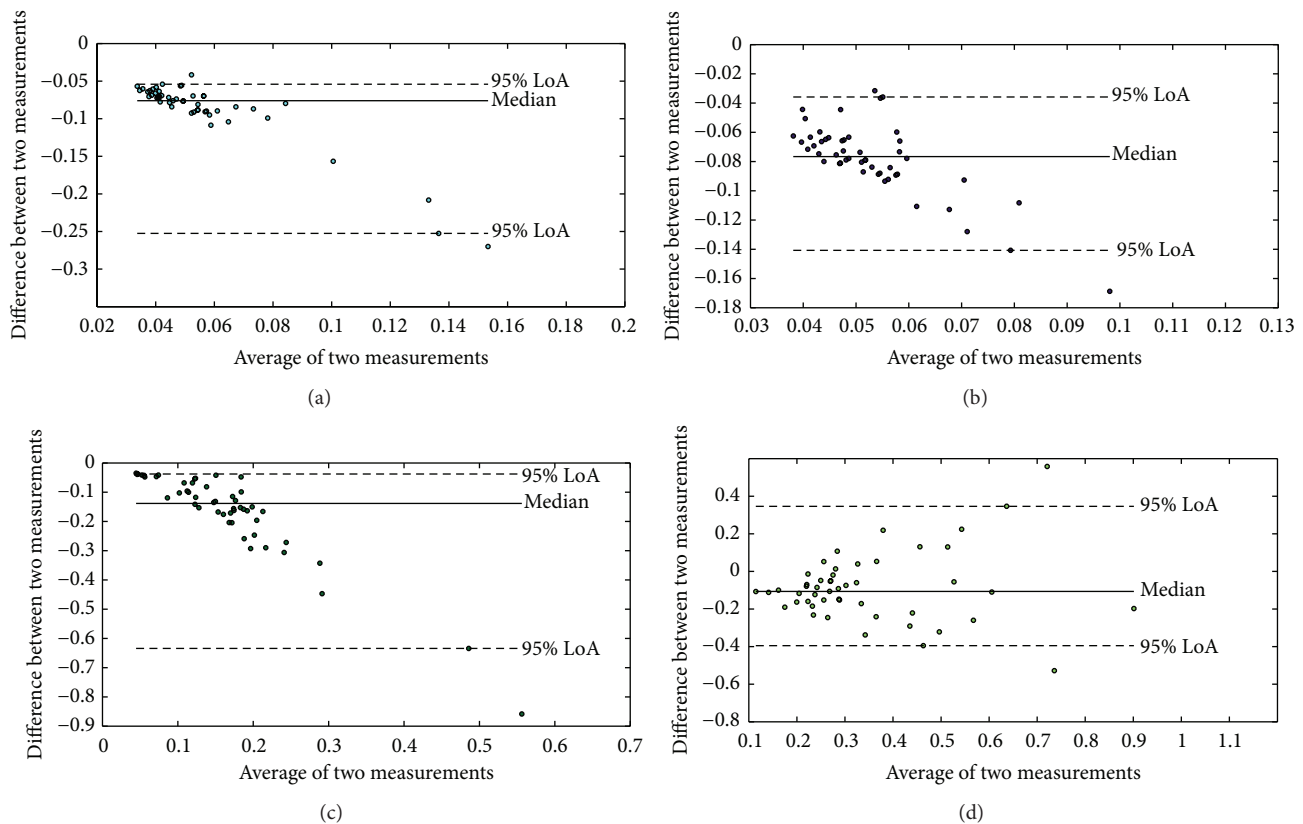 Difference between two measurements
0
−0.05
−0.1
−0.15
−0.2
−0.25
−0.3
95% LoA
Median
95% LoA
0.02 0.04 0.06 0.08 0.1 0.12 0.14 0.16 0.18 0.2
Average of two measurements
(a)
Difference between two measurements
0
−0.02
−0.04
−0.06
−0.08
−0.1
−0.12
−0.14
−0.16
−0.18
95% LoA
Median
95% LoA
0.03 0.04 0.05 0.06 0.07 0.08 0.09 0.1 0.11 0.12 0.13
Average of two measurements
(b)
Difference between two measurements
0
−0.1
−0.2
−0.3
−0.4
−0.5
−0.6
−0.7
−0.8
−0.9
95% LoA
Median
95% LoA
0 0.1 0.2 0.3 0.4 0.5 0.6 0.7
Average of two measurements
(c)
Difference between two measurements
0.4
0.2
0
−0.2
−0.4
−0.6
−0.8
95% LoA
Median
95% LoA
0.1 0.2 0.3 0.4 0.5 0.6 0.7 0.8 0.9 1 1.1
Average of two measurements
(d)